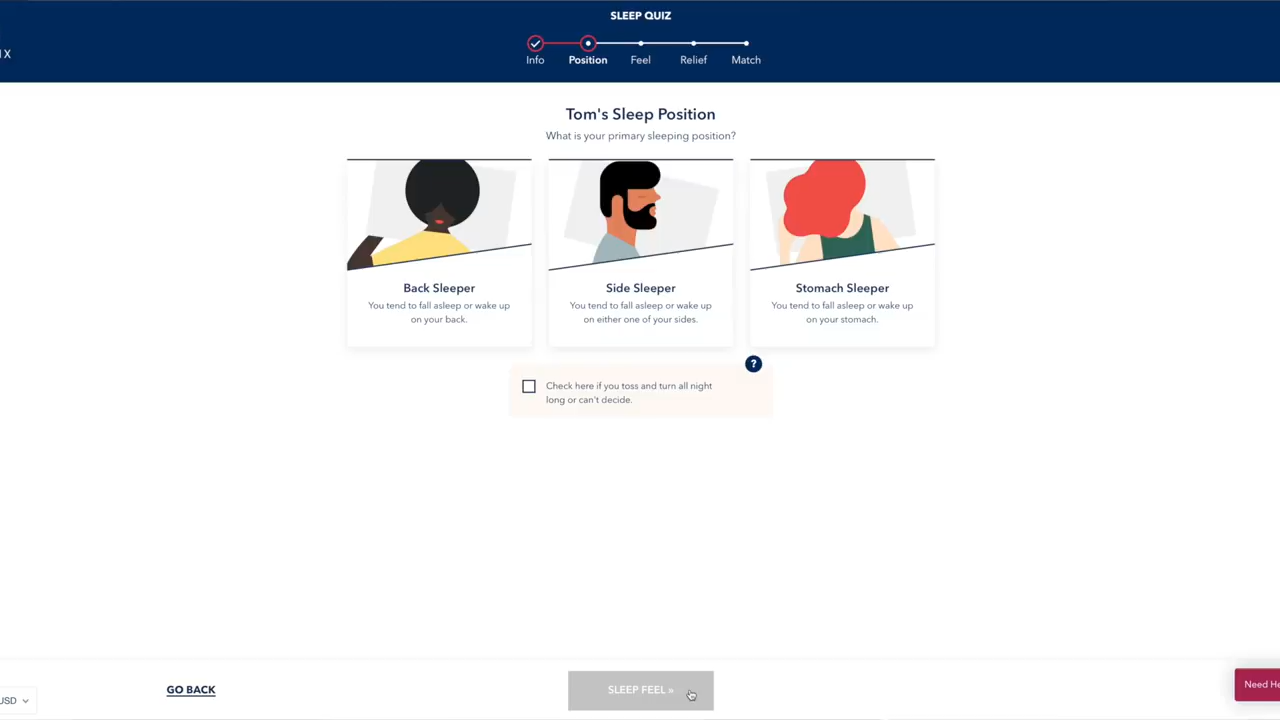 SLEEP QUIZ
X
Info
Position
Feel
Relief
Match
Tom's Sleep Position
What is your primary sleeping position?
Back Sleeper
You tend to fall asleep or wake up
on your back.
Side Sleeper
You tend to fall asleep or wake up
on either one of your sides.
Stomach Sleeper
You tend to fall asleep or wake up
on your stomach.
?
Check here if you toss and turn all night
long or can't decide.
GO BACK
SLEEP FEEL »
USD
Need He